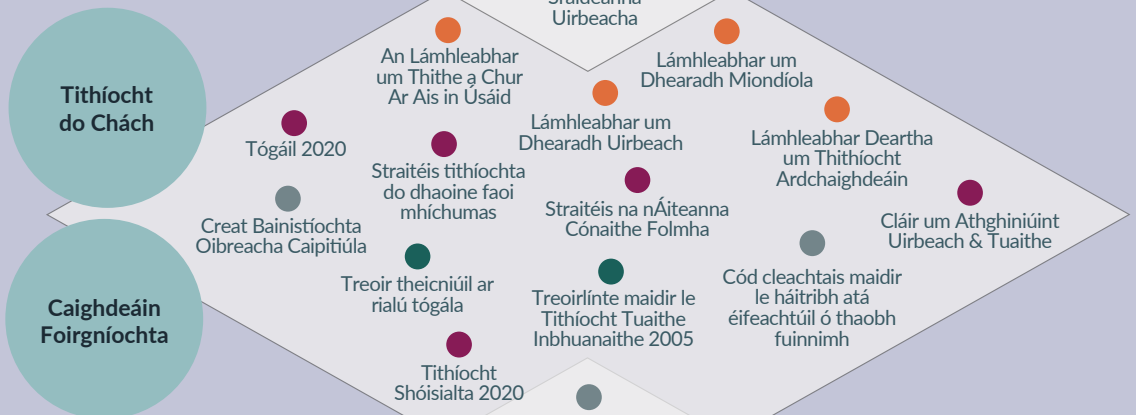 Uirbeacha
Tithíocht
do Chách
An Lámhleabhar
um Thithe a Chur
Ar Ais in Úsáid
Lámhleabhar um
Dhearadh Miondíola
Tógáil 2020
Lámhleabhar um
Dhearadh Uirbeach
Lámhleabhar Deartha
um Thithíocht
Ardchaighdeáin
Straitéis tithíochta
do dhaoine faoi
mhíchumas
Straitéis na nÁiteanna
Cónaithe Folmha
Creat Bainistíochta
Oibreacha Caipitiúla
Cláir um Athghiniúint
Uirbeach & Tuaithe
Caighdeáin
Foirgníochta
Treoir theicniúil ar
rialú tógála
Treoirlínte maidir le
Tithíocht Tuaithe
Inbhuanaithe 2005
Cód cleachtais maidir
le háitribh atá
éifeachtúil ó thaobh
fuinnimh
Tithíocht
Shóisialta 2020